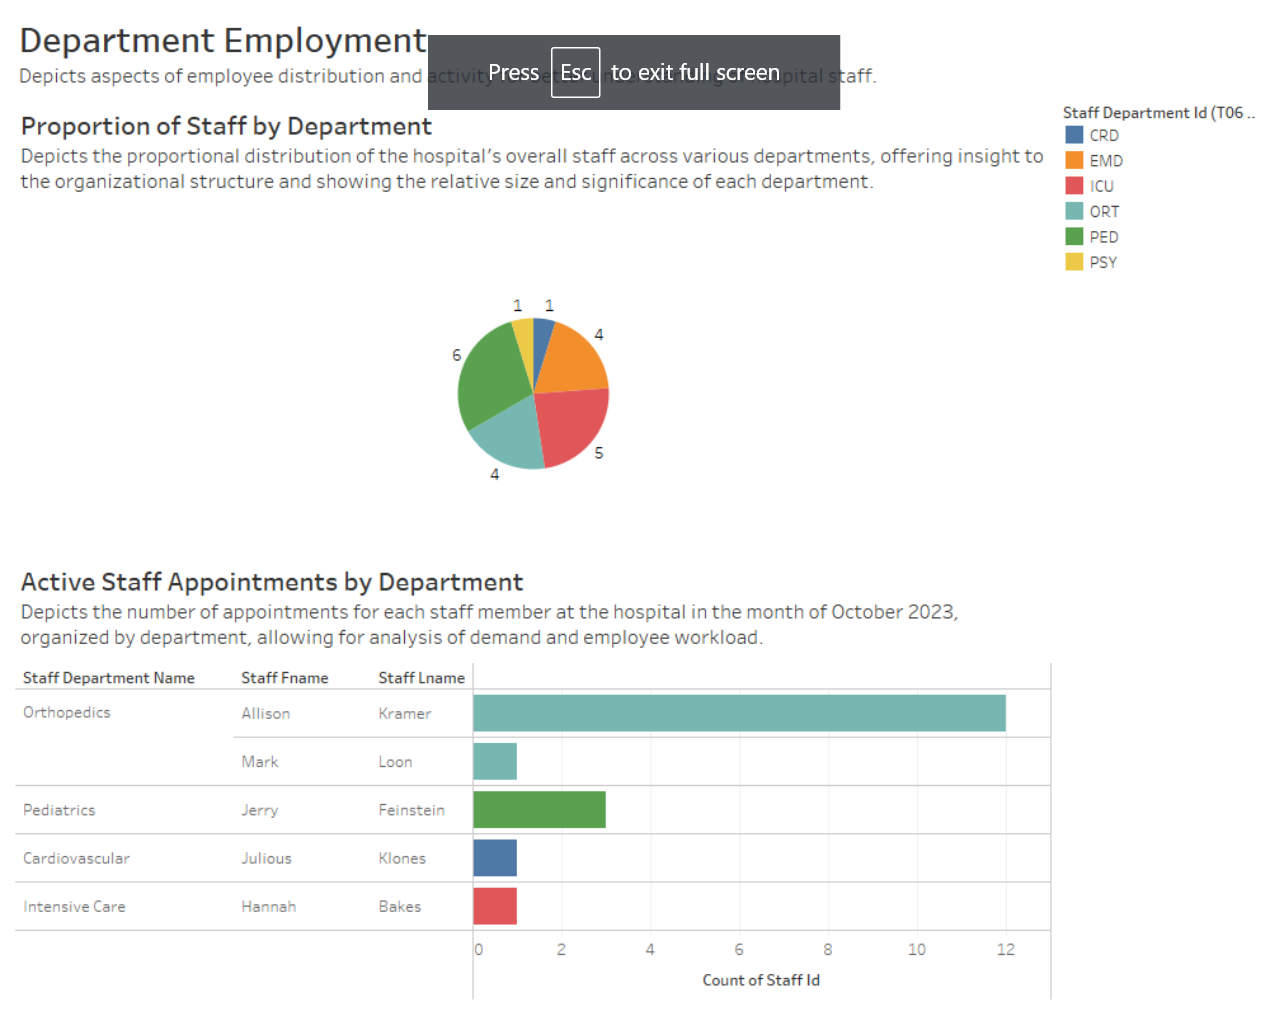 Department Employment
Press Esc to exit full screen
Depicts aspects of employee distribution and activity hospital staff.
Proportion of Staff by Department
Depicts the proportional distribution of the hospital's overall staff across various departments, offering insight to
the organizational structure and showing the relative size and significance of each department.
Staff Department Id (T06 ..
CRD
EMD
ICU
ORT
PED
PSY
1 1
4
6
5
4
Active Staff Appointments by Department
Depicts the number of appointments for each staff member at the hospital in the month of October 2023,
organized by department, allowing for analysis of demand and employee workload.
Staff Department Name Staff Fname Staff Lname
Orthopedics Allison Kramer
Mark Loon
Pediatrics Jerry Feinstein
Cardiovascular Julious Klones
Intensive Care Hannah Bakes
0 2 4 6 8 10 12
Count of Staff Id